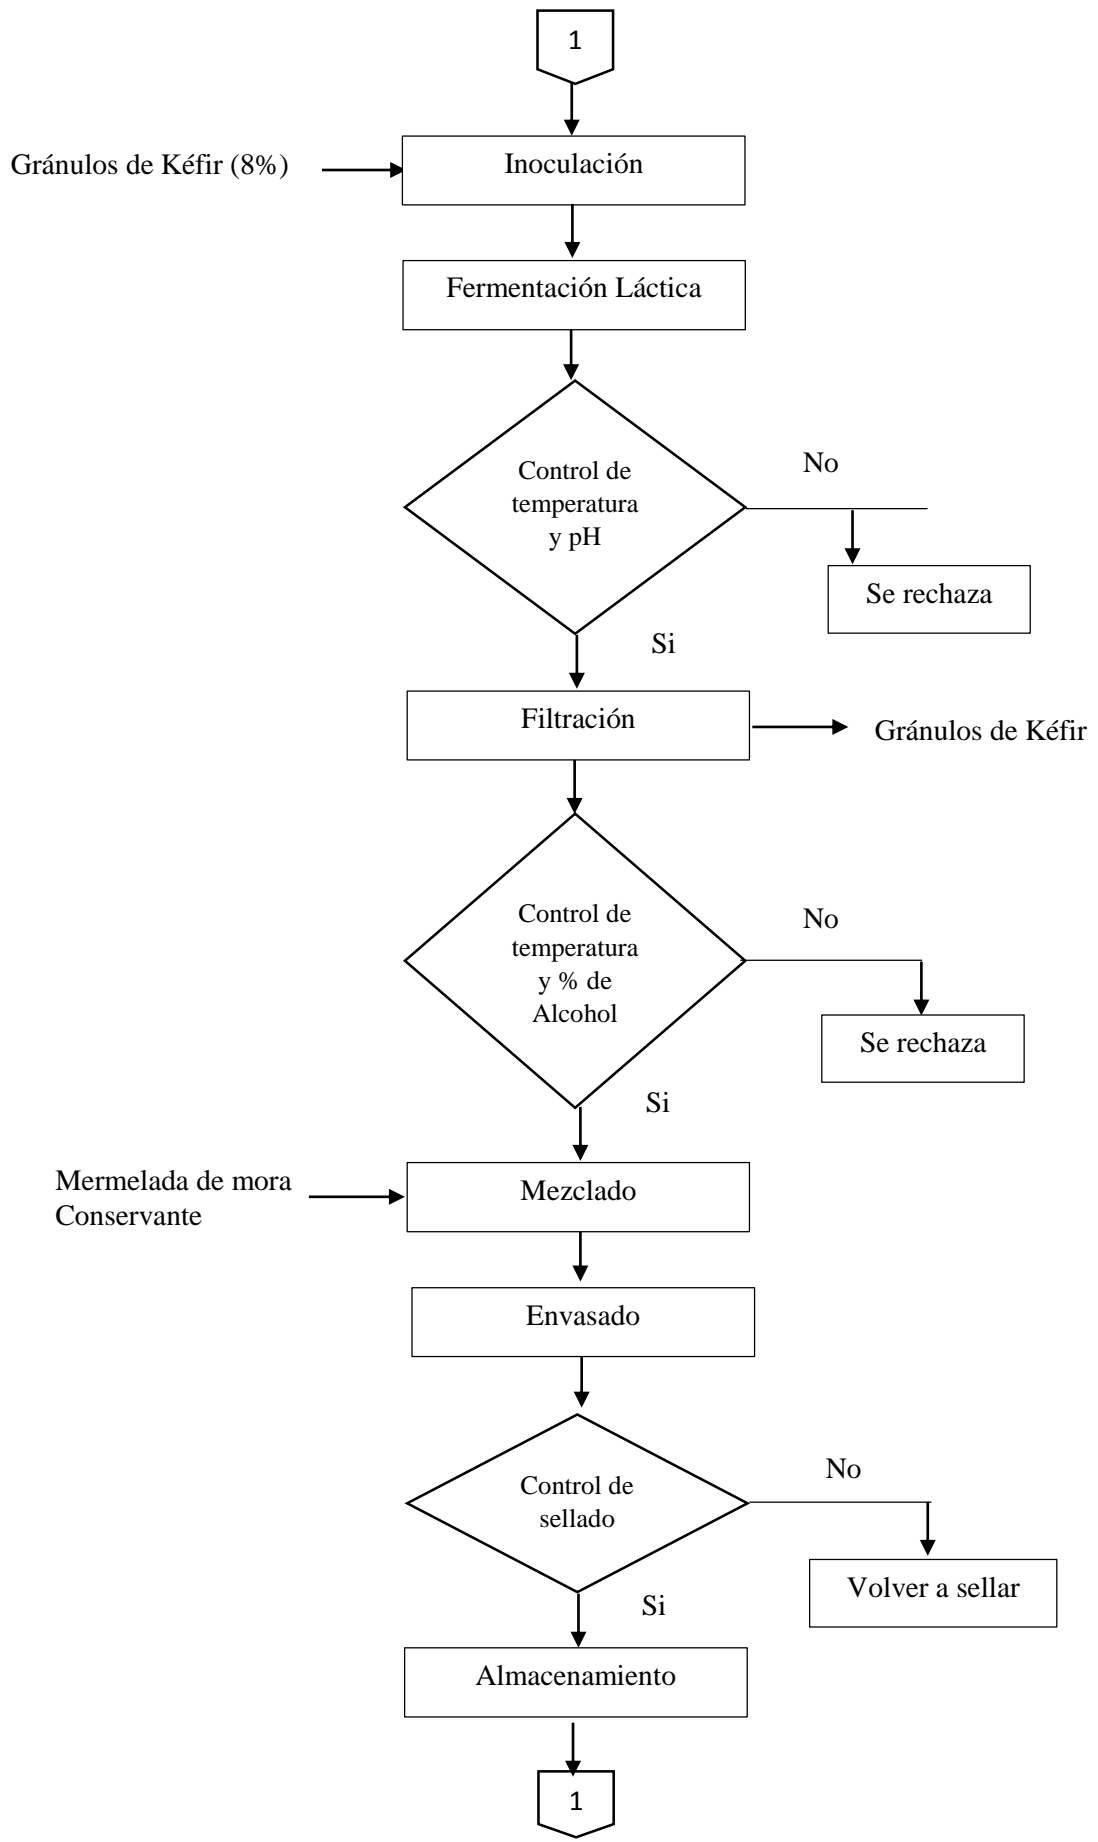 1
Gránulos de Kéfir (8%)
Inoculación
Fermentación Láctica
Control de
temperatura
y pH
No
Se rechaza
Si
Filtración
Gránulos de Kéfir
Control de
temperatura
y % de
Alcohol
No
Se rechaza
Si
Mermelada de mora
Conservante
Mezclado
Envasado
Control de
sellado
No
Volver a sellar
Si
Almacenamiento
1